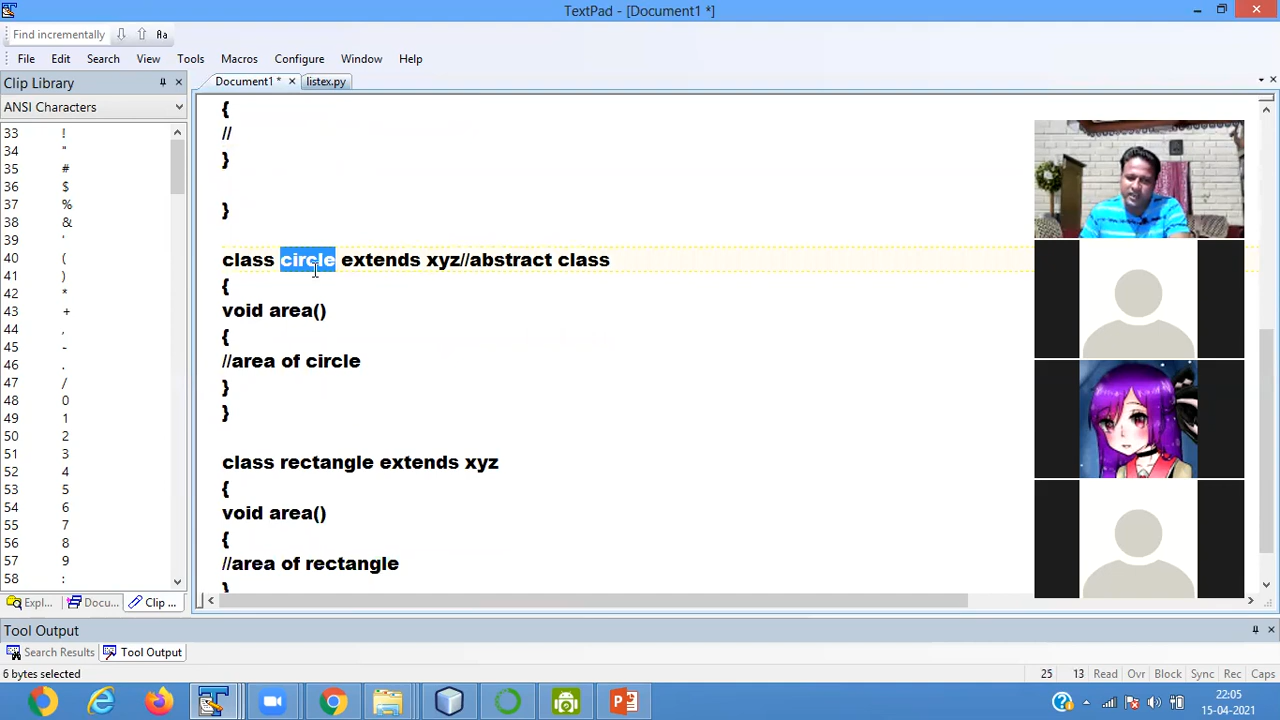 TextPad - [Document1 *]
Find incrementally
Aa
File Edit Search View Tools Macros Configure Window Help
Clip Library
Document1 * listex.py
ANSI Characters
33 !
34 "
35 #
36 $
37 %
38 &
39 '
40 (
41 )
42 *
43 +
44 ,
45 -
46 .
47 /
48 0
49 1
50 2
51 3
52 4
53 5
54 6
55 7
56 8
57 9
58 :
{
//
}
}
class circle extends xyz//abstract class
{
void area()
{
//area of circle
}
}
class rectangle extends xyz
{
void area()
{
//area of rectangle
}
Expl... Docu... Clip ...
Tool Output
Search Results Tool Output
6 bytes selected
25 13 Read Ovr Block Sync Rec Caps
22:05
15-04-2021